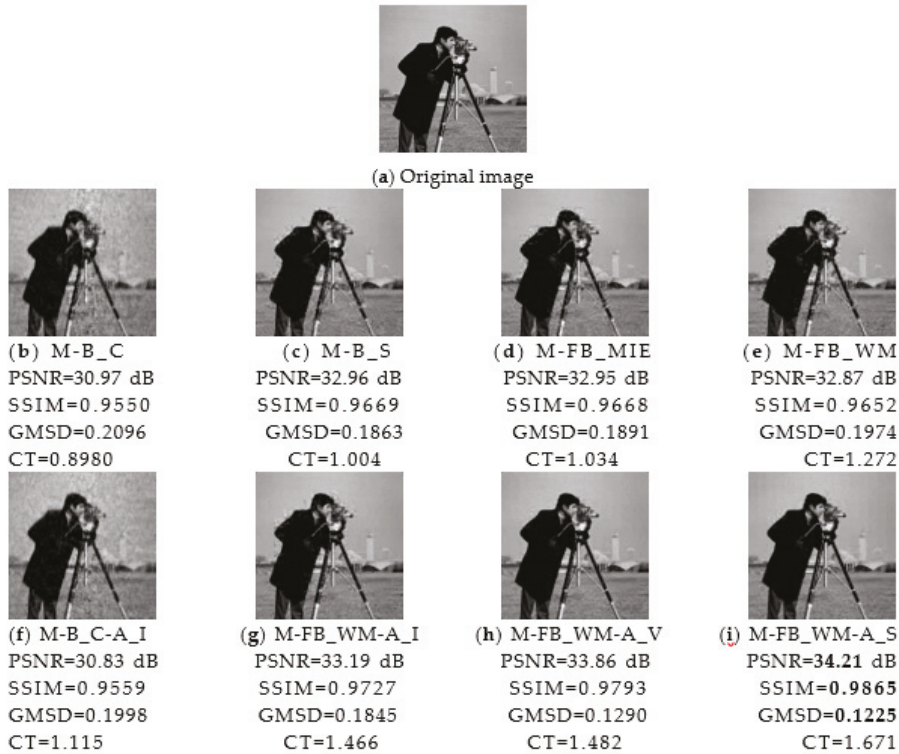 (a) Original image
(b) M-B_C
PSNR=30.97 dB
SSIM=0.9550
GMSD=0.2096
CT=0.8980
(c) M-B_S
PSNR=32.96 dB
SSIM=0.9669
GMSD=0.1863
CT=1.004
(d) M-FB_MIE
PSNR=32.95 dB
SSIM=0.9668
GMSD=0.1891
CT=1.034
(e) M-FB_WM
PSNR=32.87 dB
SSIM=0.9652
GMSD=0.1974
CT=1.272
(f) M-B_C-A_I
PSNR=30.83 dB
SSIM=0.9559
GMSD=0.1998
CT=1.115
(g) M-FB_WM-A_I
PSNR=33.19 dB
SSIM=0.9727
GMSD=0.1845
CT=1.466
(h) M-FB_WM-A_V
PSNR=33.86 dB
SSIM=0.9793
GMSD=0.1290
CT=1.482
(i) M-FB_WM-A_S
PSNR=34.21 dB
SSIM=0.9865
GMSD=0.1225
CT=1.671